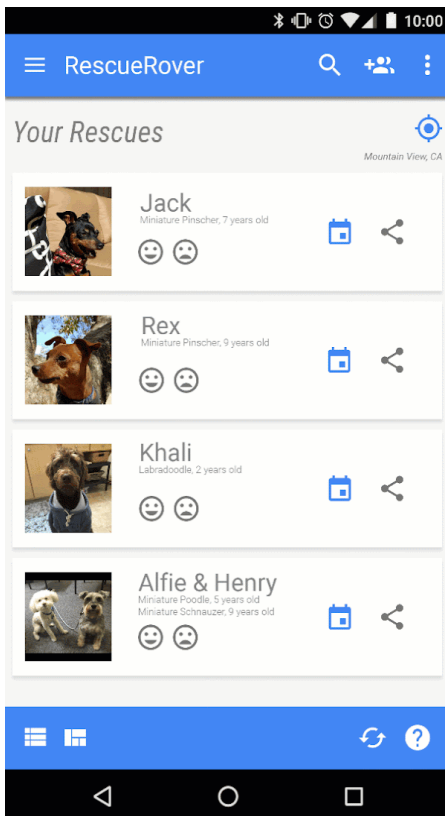 10:00
RescueRover
Your Rescues
Mountain View, CA
Jack
Miniature Pinscher, 7 years old
Rex
Miniature Pinscher, 9 years old
Khali
Labradoodle, 2 years old
Alfie & Henry
Miniature Poodle, 5 years old
Miniature Schnauzer, 9 years old